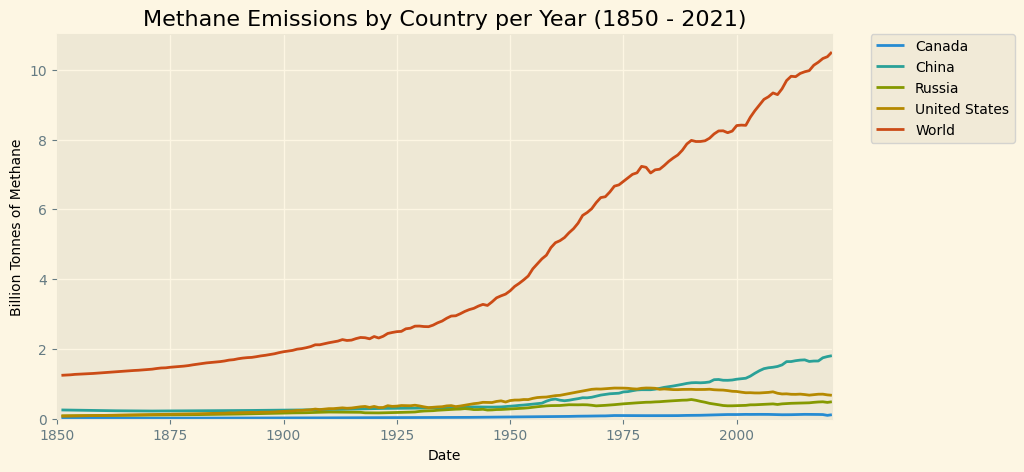 Methane Emissions by Country per Year (1850 - 2021)
Canada
China
Russia
United States
World
Billion Tonnes of Methane
10
8
6
4
2
0
1850 1875 1900 1925 1950 1975 2000
Date